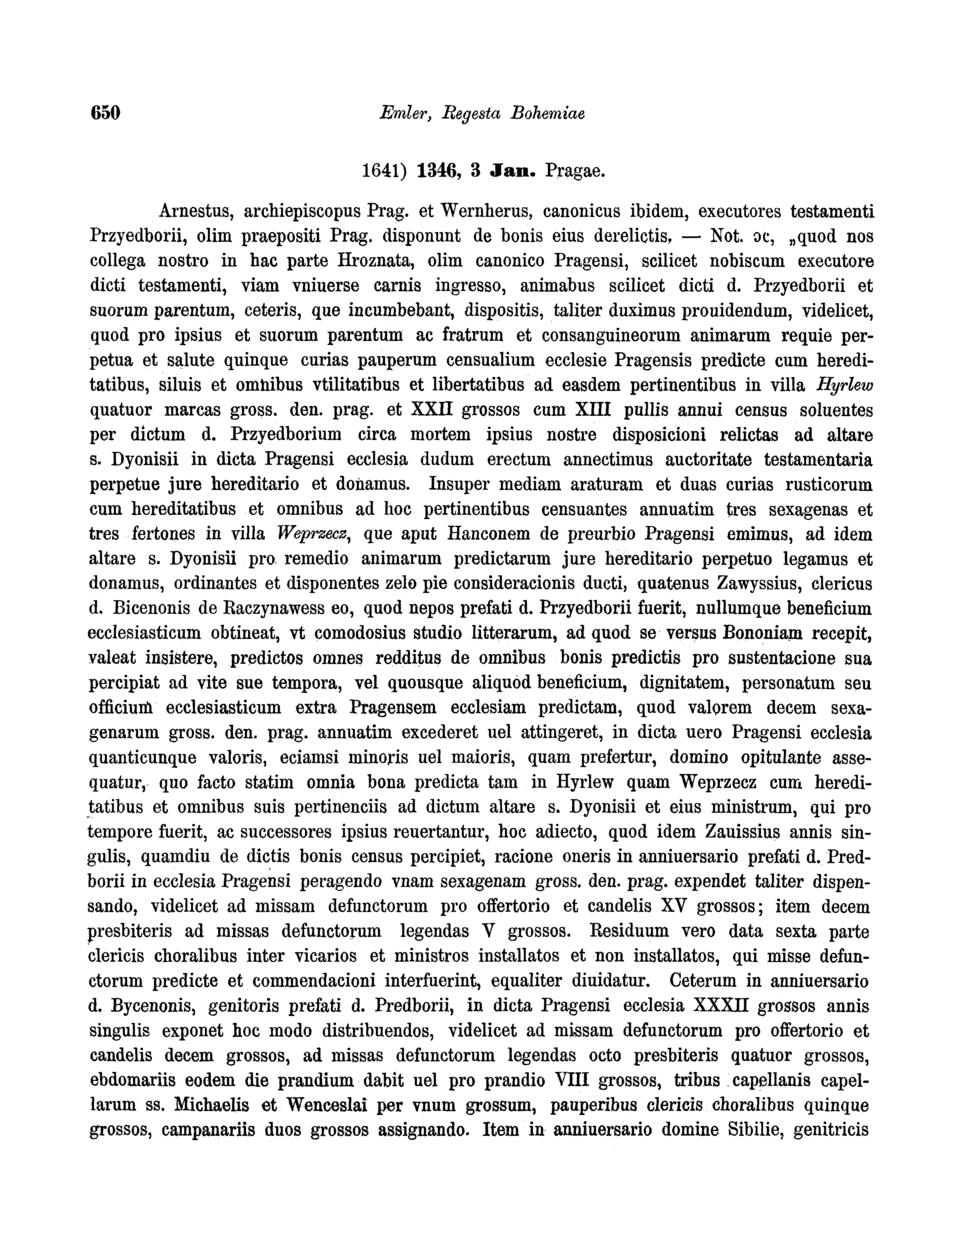 650 Emler, Regesta Bohemiae
1641) 1346, 3 Jan. Pragae.
Arnestus, archiepiscopus Prag. et Wernherus, canonicus ibidem, executores testamenti
Przyedborii, olim praepositi Prag. disponunt de bonis eius derelictis. — Not. ꝛc, „quod nos
collega nostro in hac parte Hroznata, olim canonico Pragensi, scilicet nobiscum executore
dicti testamenti, viam vniuerse carnis ingresso, animabus scilicet dicti d. Przyedborii et
suorum parentum, ceteris, que incumbebant, dispositis, taliter duximus prouidendum, videlicet,
quod pro ipsius et suorum parentum ac fratrum et consanguineorum animarum requie per-
petua et salute quinque curias pauperum censualium ecclesie Pragensis predicte cum heredi-
tatibus, siluis et omnibus vtilitatibus et libertatibus ad easdem pertinentibus in villa Hyrlew
quatuor marcas gross. den. prag. et XXII grossos cum XIII pullis annui census soluentes
per dictum d. Przyedborium circa mortem ipsius nostre disposicioni relictas ad altare
s. Dyonisii in dicta Pragensi ecclesia dudum erectum annectimus auctoritate testamentaria
perpetue jure hereditario et donamus. Insuper mediam araturam et duas curias rusticorum
cum hereditatibus et omnibus ad hoc pertinentibus censuantes annuatim tres sexagenas et
tres fertones in villa Weprzecz, que aput Hanconem de preurbio Pragensi emimus, ad idem
altare s. Dyonisii pro remedio animarum predictarum jure hereditario perpetuo legamus et
donamus, ordinantes et disponentes zelo pie consideracionis ducti, quatenus Zawyssius, clericus
d. Bicenonis de Raczynawess eo, quod nepos prefati d. Przyedborii fuerit, nullumque beneficium
ecclesiasticum obtineat, vt comodosius studio litterarum, ad quod se versus Bononiam recepit,
valeat insistere, predictos omnes redditus de omnibus bonis predictis pro sustentacione sua
percipiat ad vite sue tempora, vel quousque aliquod beneficium, dignitatem, personatum seu
officium ecclesiasticum extra Pragensem ecclesiam predictam, quod valorem decem sexa-
genarum gross. den. prag. annuatim excederet uel attingeret, in dicta uero Pragensi ecclesia
quanticunque valoris, eciamsi minoris uel maioris, quam prefertur, domino opitulante asse-
quatur, quo facto statim omnia bona predicta tam in Hyrlew quam Weprzecz cum heredi-
tatibus et omnibus suis pertinenciis ad dictum altare s. Dyonisii et eius ministrum, qui pro
tempore fuerit, ac successores ipsius reuertantur, hoc adiecto, quod idem Zauissius annis sin-
gulis, quamdiu de dictis bonis census percipiet, racione oneris in anniuersario prefati d. Pred-
borii in ecclesia Pragensi peragendo vnam sexagenam gross. den. prag. expendet taliter dispen-
sando, videlicet ad missam defunctorum pro offertorio et candelis XV grossos; item decem
presbiteris ad missas defunctorum legendas V grossos. Residuum vero data sexta parte
clericis choralibus inter vicarios et ministros installatos et non installatos, qui misse defun-
ctorum predicte et commendacioni interfuerint, equaliter diuidatur. Ceterum in anniuersario
d. Bycenonis, genitoris prefati d. Predborii, in dicta Pragensi ecclesia XXXII grossos annis
singulis exponet hoc modo distribuendos, videlicet ad missam defunctorum pro offertorio et
candelis decem grossos, ad missas defunctorum legendas octo presbiteris quatuor grossos,
ebdomariis eodem die prandium dabit uel pro prandio VIII grossos, tribus capellanis capel-
larum ss. Michaelis et Wenceslai per vnum grossum, pauperibus clericis choralibus quinque
grossos, campanariis duos grossos assignando. Item in anniuersario domine Sibilie, genitricis